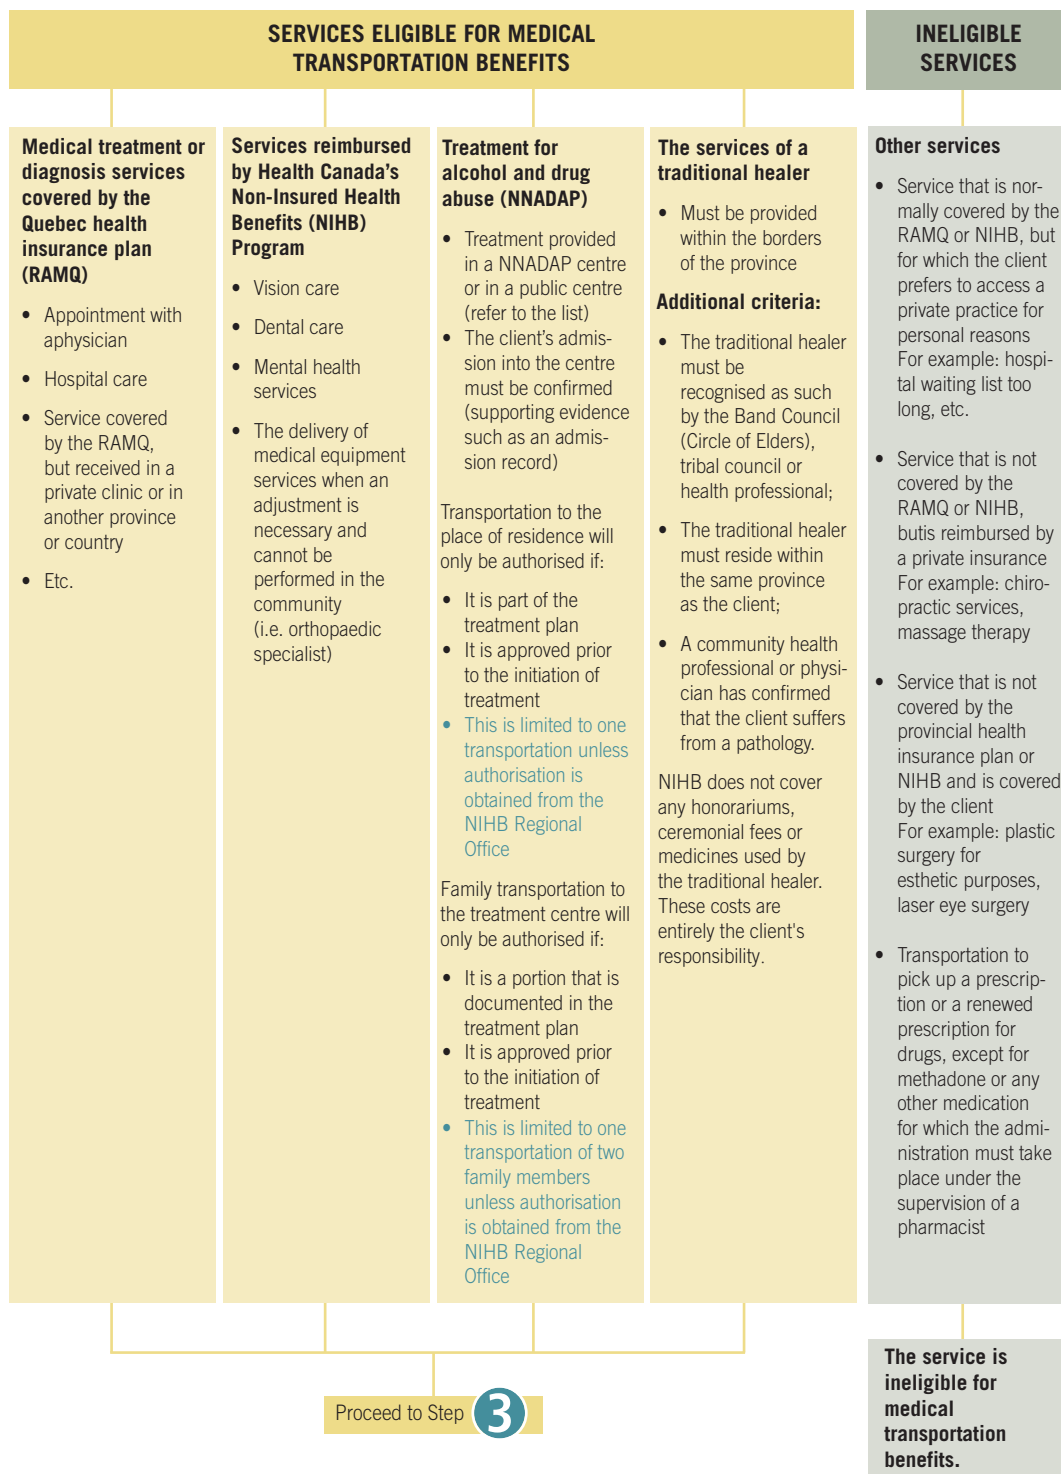 SERVICES ELIGIBLE FOR MEDICAL
TRANSPORTATION BENEFITS
INELIGIBLE
SERVICES
Medical treatment or
diagnosis services
covered by the
Quebec health
insurance plan
(RAMQ)
• Appointment with
aphysician
• Hospital care
• Service covered
by the RAMQ,
but received in a
private clinic or in
another province
or country
• Etc.
Services reimbursed
by Health Canada's
Non-Insured Health
Benefits (NIHB)
Program
• Vision care
• Dental care
• Mental health
services
• The delivery of
medical equipment
services when an
adjustment is
necessary and
cannot be
performed in the
community
(i.e. orthopaedic
specialist)
Treatment for
alcohol and drug
abuse (NNADAP)
• Treatment provided
in a NNADAP centre
or in a public centre
(refer to the list)
• The client's admis-
sion into the centre
must be confirmed
(supporting evidence
such as an admis-
sion record)
Transportation to the
place of residence will
only be authorised if:
• It is part of the
treatment plan
• It is approved prior
to the initiation of
treatment
• This is limited to one
transportation unless
authorisation is
obtained from the
NIHB Regional
Office
Family transportation to
the treatment centre will
only be authorised if:
• It is a portion that is
documented in the
treatment plan
• It is approved prior
to the initiation of
treatment
• This is limited to one
transportation of two
family members
unless authorisation
is obtained from the
NIHB Regional
Office
The services of a
traditional healer
• Must be provided
within the borders
of the province
Additional criteria:
• The traditional healer
must be
recognised as such
by the Band Council
(Circle of Elders),
tribal council or
health professional;
• The traditional healer
must reside within
the same province
as the client;
• A community health
professional or physi-
cian has confirmed
that the client suffers
from a pathology.
NIHB does not cover
any honorariums,
ceremonial fees or
medicines used by
the traditional healer.
These costs are
entirely the client's
responsibility.
Other services
• Service that is nor-
mally covered by the
RAMQ or NIHB, but
for which the client
prefers to access a
private practice for
personal reasons
For example: hospi-
tal waiting list too
long, etc.
• Service that is not
covered by the
RAMQ or NIHB,
butis reimbursed by
a private insurance
For example: chiro-
practic services,
massage therapy
• Service that is not
covered by the
provincial health
insurance plan or
NIHB and is covered
by the client
For example: plastic
surgery for
esthetic purposes,
laser eye surgery
• Transportation to
pick up a prescrip-
tion or a renewed
prescription for
drugs, except for
methadone or any
other medication
for which the admi-
nistration must take
place under the
supervision of a
pharmacist
Proceed to Step 3
The service is
ineligible for
medical
transportation
benefits.